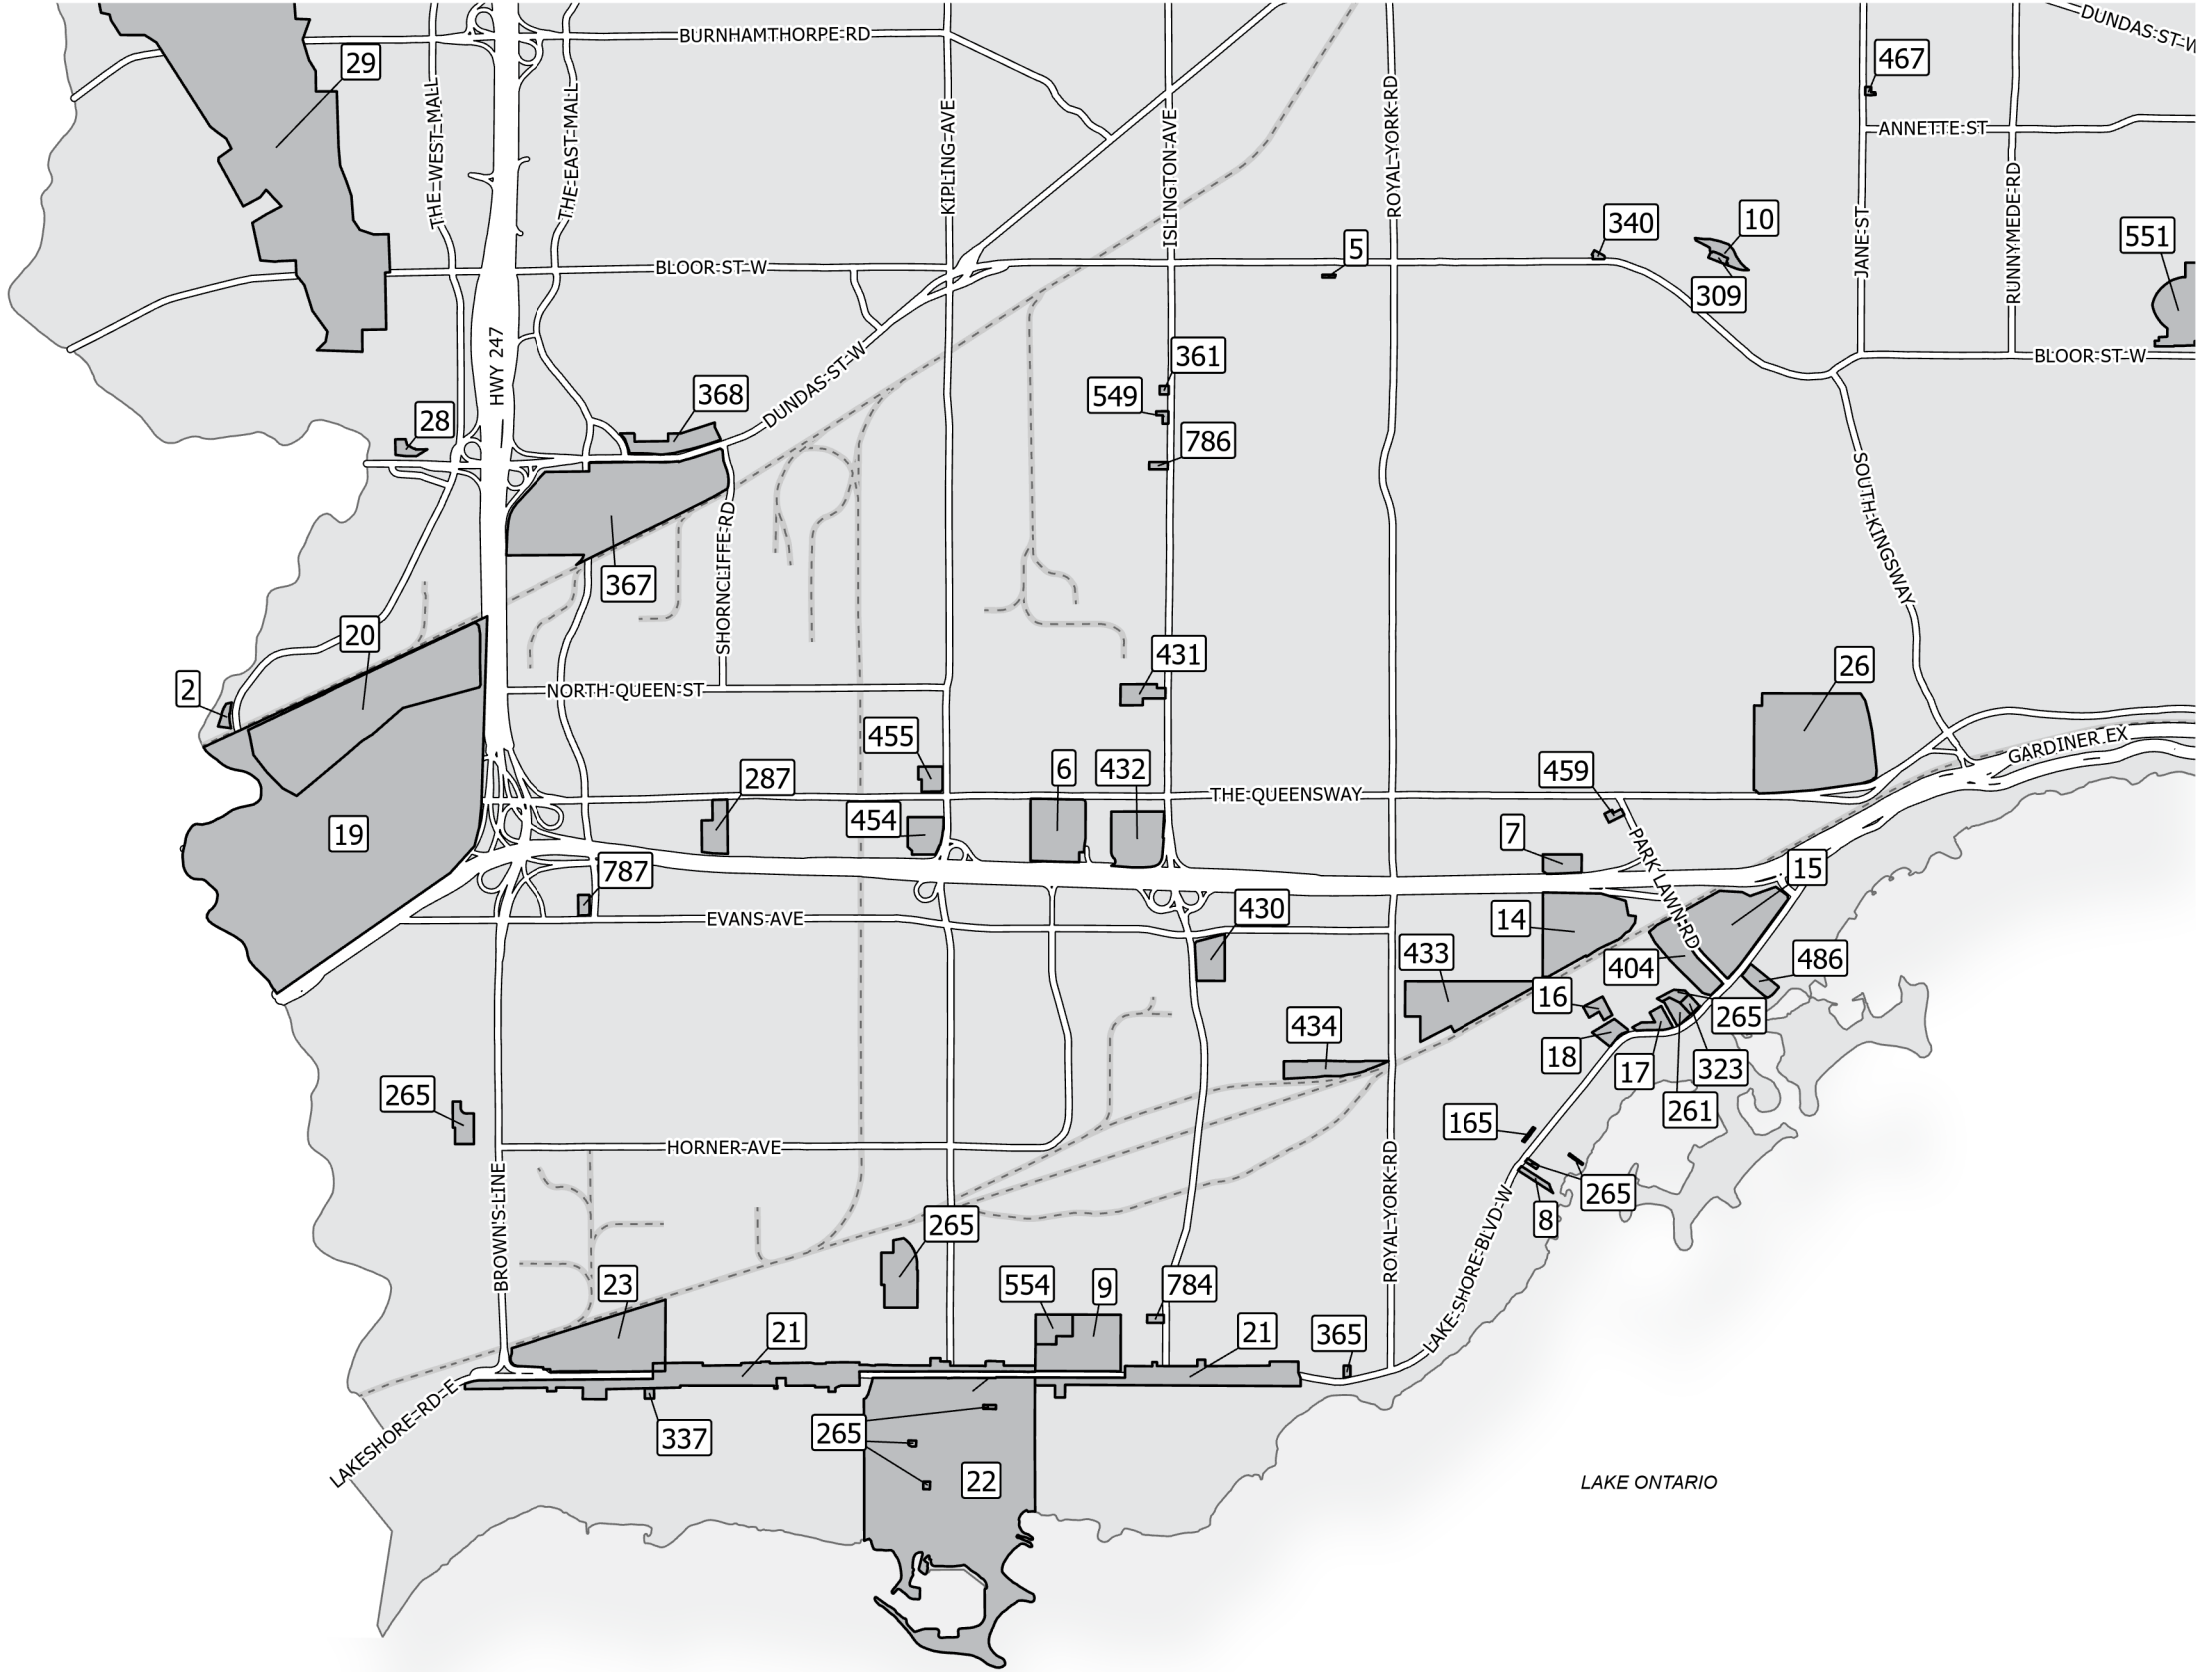 DUNDAS ST W
BURNHAMTHORPE RD
29
467
THE WEST MALL
THE EAST MALL
KIPLING AVE
ISLINGTON AVE
ROYAL YORK RD
ANNETTE ST
JANE ST
RUNNYMEDE RD
340
10
551
5
BLOOR ST W
309
HWY 247
361
BLOOR ST W
368
DUNDAS ST W
549
28
786
SOUTH KINGSWAY
SHORNCLIFFE RD
367
20
431
26
2
NORTH QUEEN ST
455
GARDINER EX
287
6
432
459
THE QUEENSWAY
454
19
7
PARK LAWN RD
15
787
430
EVANS AVE
14
433
404
486
16
265
434
18
17
323
265
261
165
HORNER AVE
ROYAL YORK RD
BROWN'S LINE
265
8
265
LAKE SHORE BLVD W
23
554
9
784
21
21
365
LAKESHORE RD E
265
337
22
LAKE ONTARIO